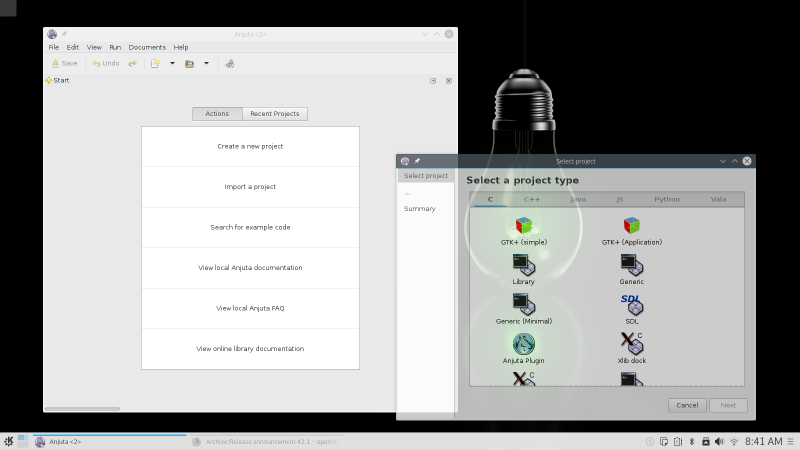 Anjuta <2>
File Edit View Run Documents Help
Save Undo
Start
Actions Recent Projects
Create a new project
Import a project
Search for example code
View local Anjuta documentation
View local Anjuta FAQ
View online library documentation
Select project
Select project
...
Summary
Select a project type
C C++ Java JS Python Vala
GTK+ (simple) GTK+ (Application)
Library Generic
Generic (Minimal) SDL
SDL
Anjuta Plugin Xlib dock
C
C
Cancel Next
Anjuta <2> Archive:Release announcement 42.1 – open
8:41 AM